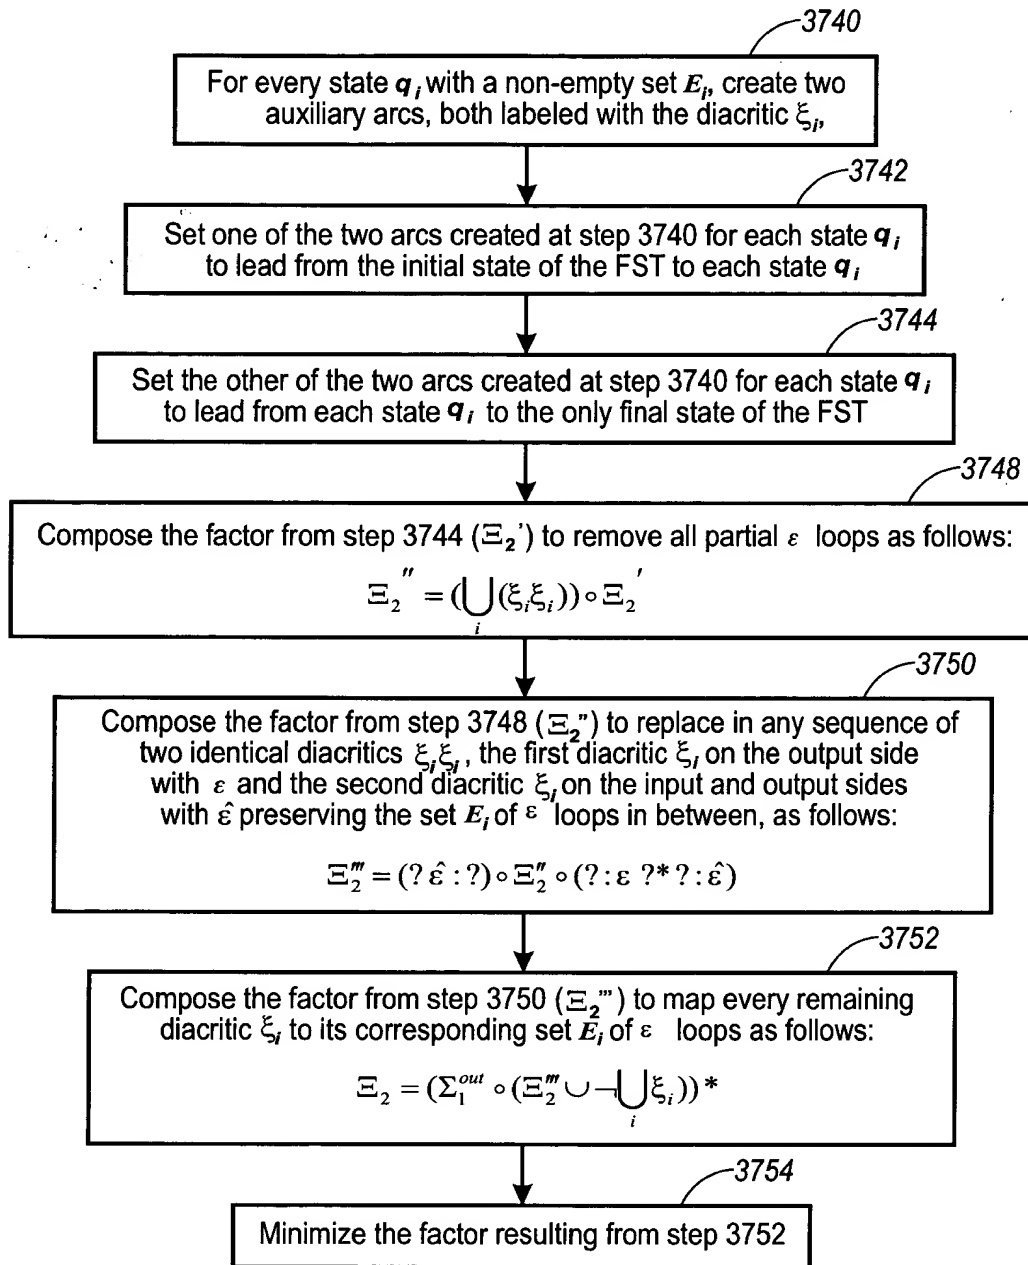 3740
For every state q_i with a non-empty set E_i, create two
auxiliary arcs, both labeled with the diacritic ξ_i,
3742
Set one of the two arcs created at step 3740 for each state q_i
to lead from the initial state of the FST to each state q_i
3744
Set the other of the two arcs created at step 3740 for each state q_i
to lead from each state q_i to the only final state of the FST
3748
Compose the factor from step 3744 (Ξ_2') to remove all partial ε loops as follows:
Ξ_2'' = (⋃_i (ξ_i ξ_i)) ∘ Ξ_2'
3750
Compose the factor from step 3748 (Ξ_2'') to replace in any sequence of
two identical diacritics ξ_i ξ_i, the first diacritic ξ_i on the output side
with ε and the second diacritic ξ_i on the input and output sides
with ε̂ preserving the set E_i of ε loops in between, as follows:
Ξ_2''' = (? ε̂ : ?) ∘ Ξ_2'' ∘ (? : ε ?* ? : ε̂)
3752
Compose the factor from step 3750 (Ξ_2''') to map every remaining
diacritic ξ_i to its corresponding set E_i of ε loops as follows:
Ξ_2 = (Σ_1^out ∘ (Ξ_2''' ∪ ¬⋃_i ξ_i))*
3754
Minimize the factor resulting from step 3752